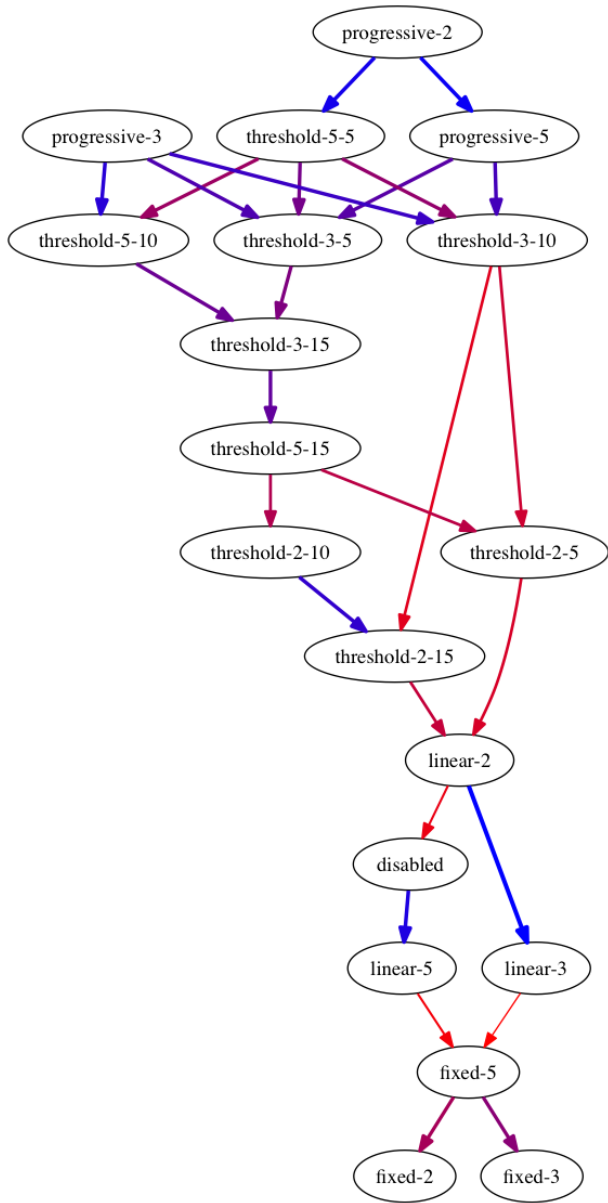 progressive-2
progressive-3
threshold-5-5
progressive-5
threshold-5-10
threshold-3-5
threshold-3-10
threshold-3-15
threshold-5-15
threshold-2-10
threshold-2-5
threshold-2-15
linear-2
disabled
linear-5
linear-3
fixed-5
fixed-2
fixed-3